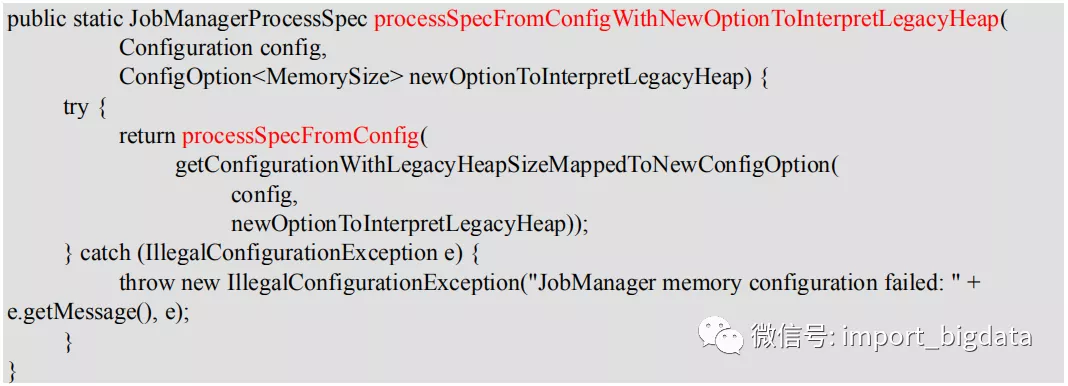 public static JobManagerProcessSpec processSpecFromConfigWithNewOptionToInterpretLegacyHeap(
Configuration config,
ConfigOption<MemorySize> newOptionToInterpretLegacyHeap) {
try {
return processSpecFromConfig(
getConfigurationWithLegacyHeapSizeMappedToNewConfigOption(
config,
newOptionToInterpretLegacyHeap));
} catch (IllegalConfigurationException e) {
throw new IllegalConfigurationException("JobManager memory configuration failed: " +
e.getMessage(), e);
}
微信号: import_bigdata
}